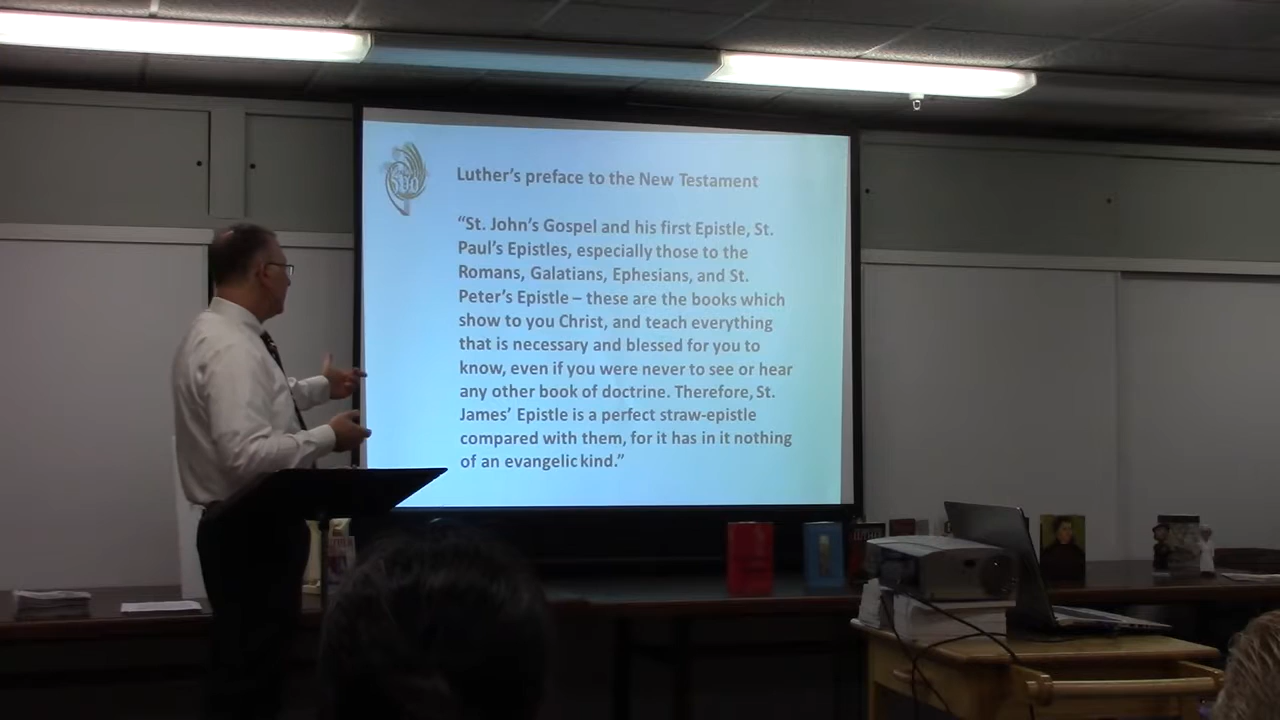 500
Luther's preface to the New Testament
“St. John's Gospel and his first Epistle, St.
Paul's Epistles, especially those to the
Romans, Galatians, Ephesians, and St.
Peter's Epistle – these are the books which
show to you Christ, and teach everything
that is necessary and blessed for you to
know, even if you were never to see or hear
any other book of doctrine. Therefore, St.
James' Epistle is a perfect straw-epistle
compared with them, for it has in it nothing
of an evangelic kind.”